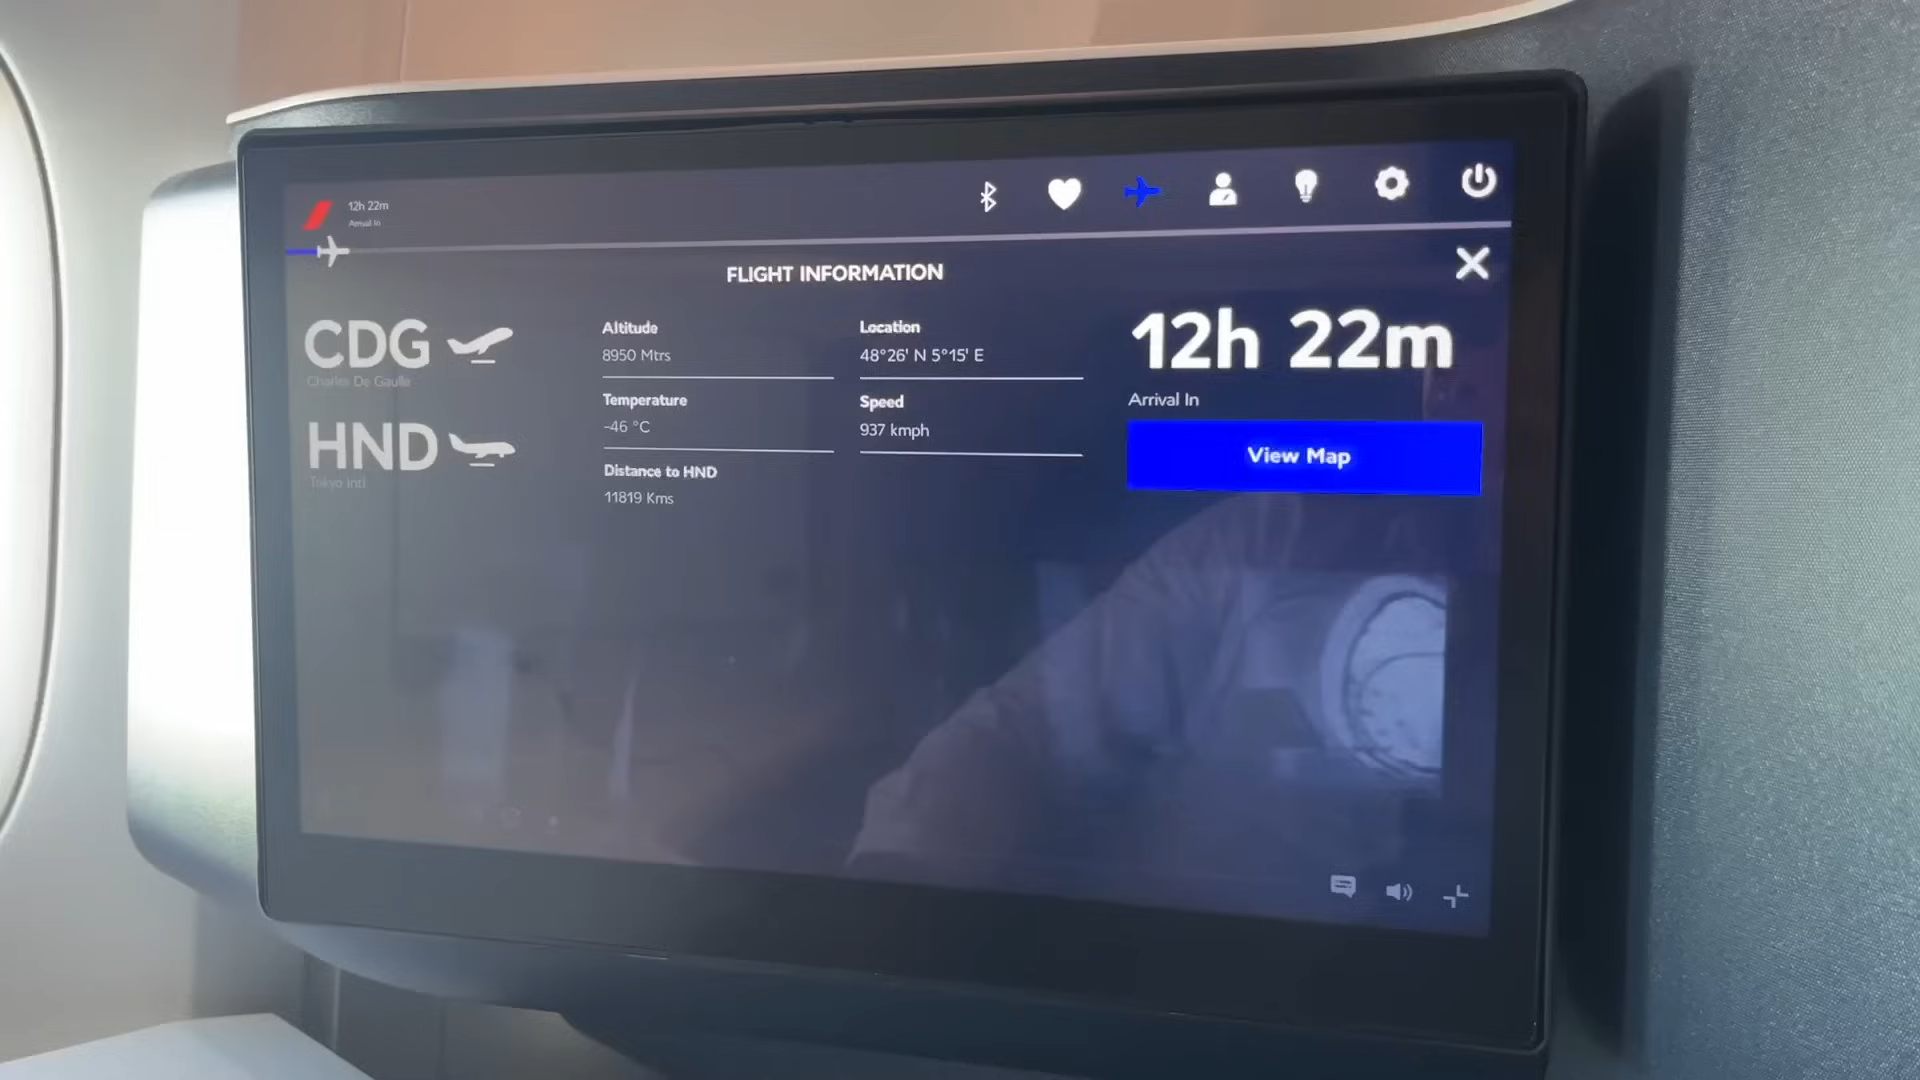 12h 22m
Arrival In
FLIGHT INFORMATION
CDG
Charles De Gaulle
HND
Tokyo Intl
Altitude
8950 Mtrs
Temperature
-46 °C
Distance to HND
11819 Kms
Location
48°26' N 5°15' E
Speed
937 kmph
12h 22m
Arrival In
View Map